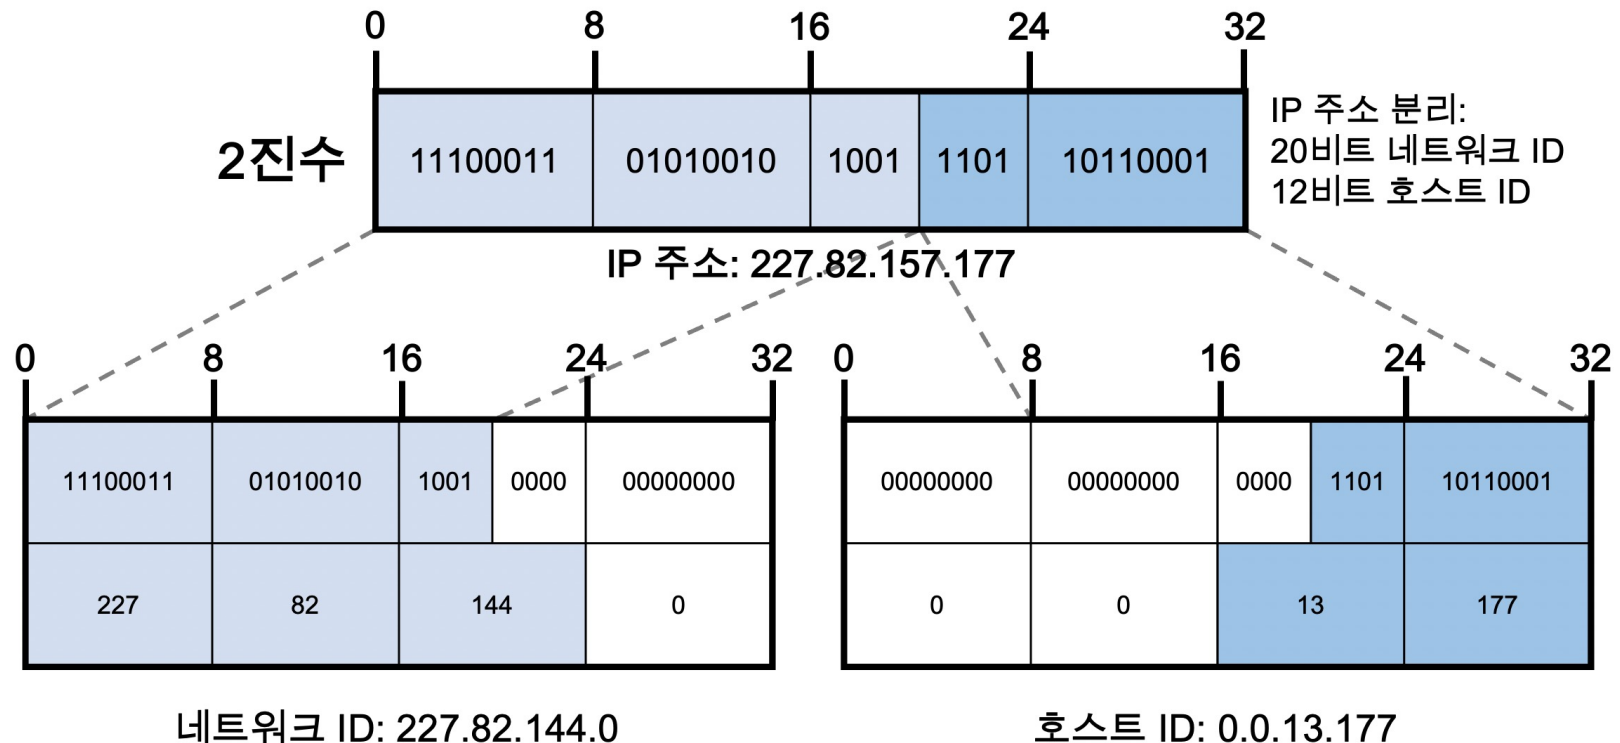 0 8 16 24 32
2진수
11100011 01010010 1001 1101 10110001
IP 주소 분리:
20비트 네트워크 ID
12비트 호스트 ID
IP 주소: 227.82.157.177
0 8 16 24 32
11100011 01010010 1001 0000 00000000
227 82 144 0
네트워크 ID: 227.82.144.0
0 8 16 24 32
00000000 00000000 0000 1101 10110001
0 0 13 177
호스트 ID: 0.0.13.177